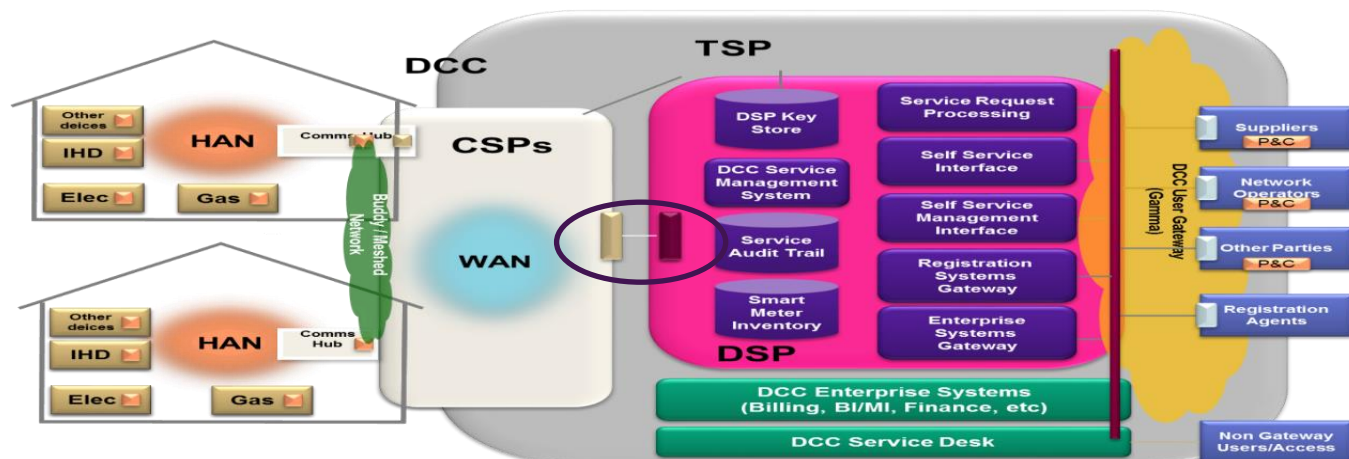 TSP
DCC
Other
deices
IHD
HAN
Comms Hub
Elec
Gas
Buddy / Meshed
Network
Other
deices
IHD
HAN
Comms
Hub
Elec
Gas
CSPs
WAN
DSP Key
Store
DCC Service
Management
System
Service
Audit Trail
Smart
Meter
Inventory
DSP
Service Request
Processing
Self Service
Interface
Self Service
Management
Interface
Registration
Systems
Gateway
Enterprise
Systems
Gateway
DCC User Gateway
(Gamma)
Suppliers
P&C
Network
Operators
P&C
Other Parties
P&C
Registration
Agents
DCC Enterprise Systems
(Billing, BI/MI, Finance, etc)
DCC Service Desk
Non Gateway
Users/Access